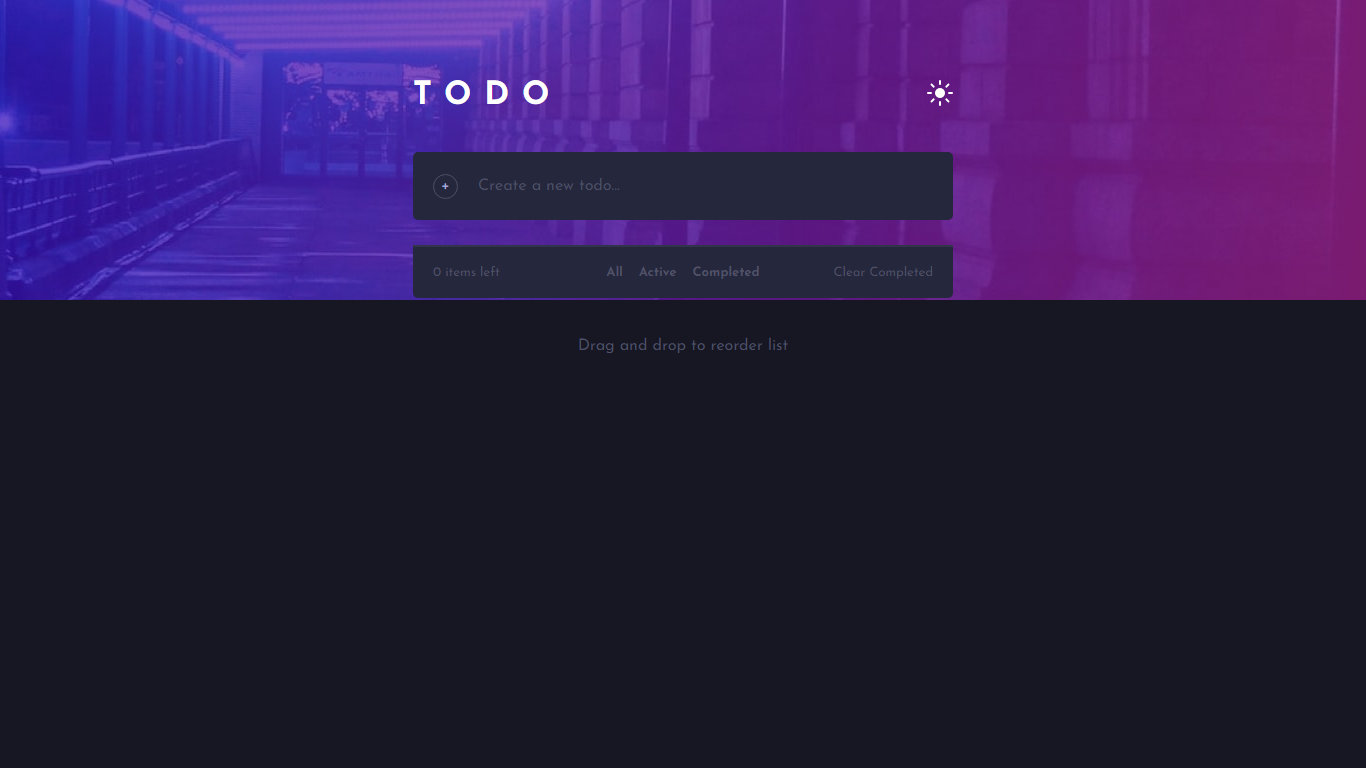 TODO
+ Create a new todo...
0 items left All Active Completed Clear Completed
Drag and drop to reorder list